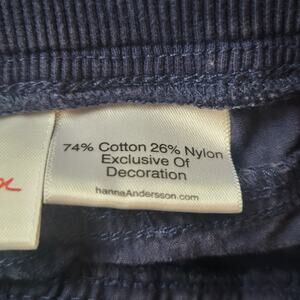 74% Cotton 26% Nylon
Exclusive Of
Decoration
hannaAndersson.com